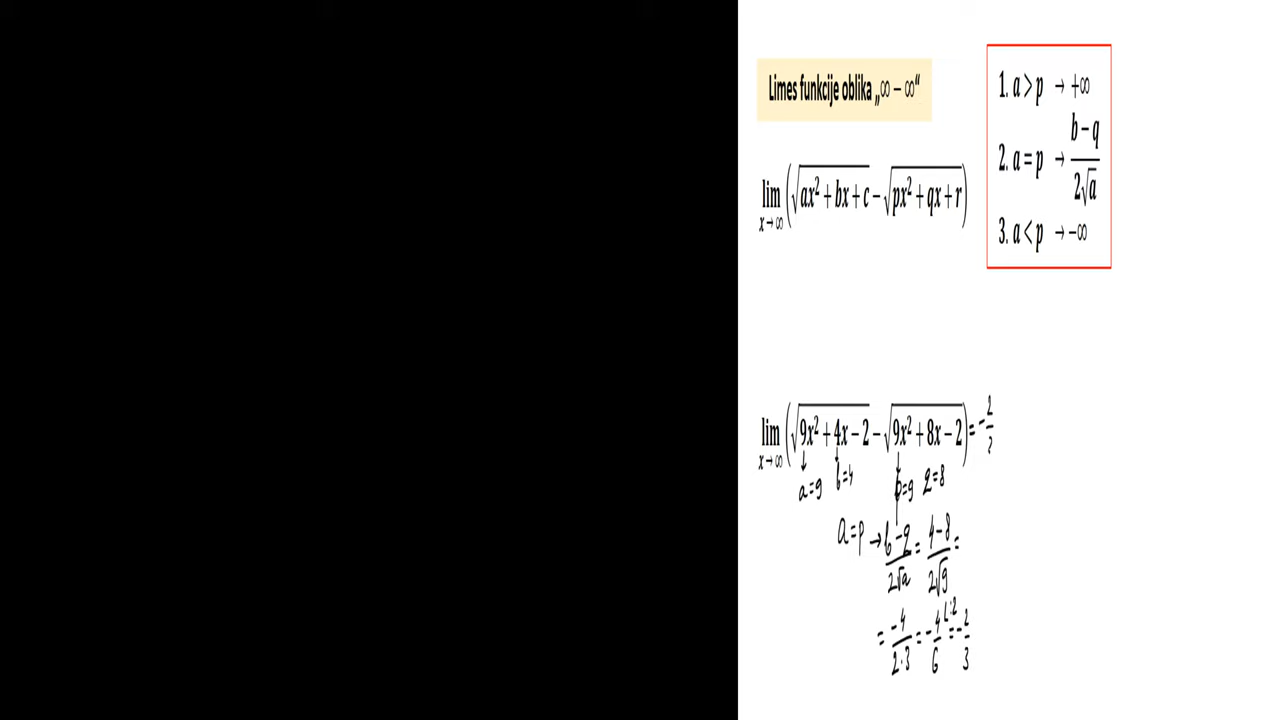 Limes funkcije oblika „∞ − ∞“
lim x→∞ (√(ax² + bx + c) − √(px² + qx + r))
1. a > p → +∞
2. a = p → (b − q)/(2√a)
3. a < p → −∞
lim x→∞ (√(9x² + 4x − 2) − √(9x² + 8x − 2)) = −2/
a=9 b=4 p=9 q=8
a=p → (b−q)/(2√a) = (4−8)/(2√9) =
= −4/(2·3) = −4/6 |:2 = −2/3